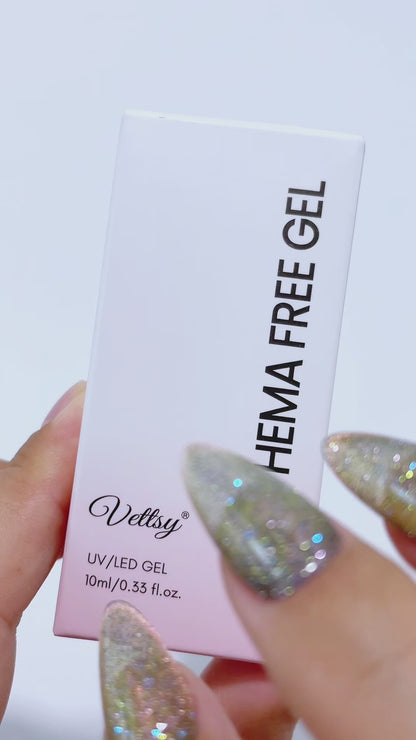 HEMA FREE GEL
Vettsy®
UV/LED GEL
10ml/0.33 fl.oz.